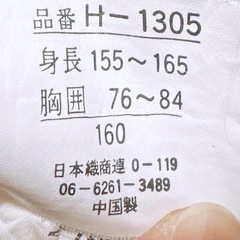 品番 H-1305
身長 155～165
胸囲 76～84
160
日本織商連 0-119
06-6261-3489
中国製